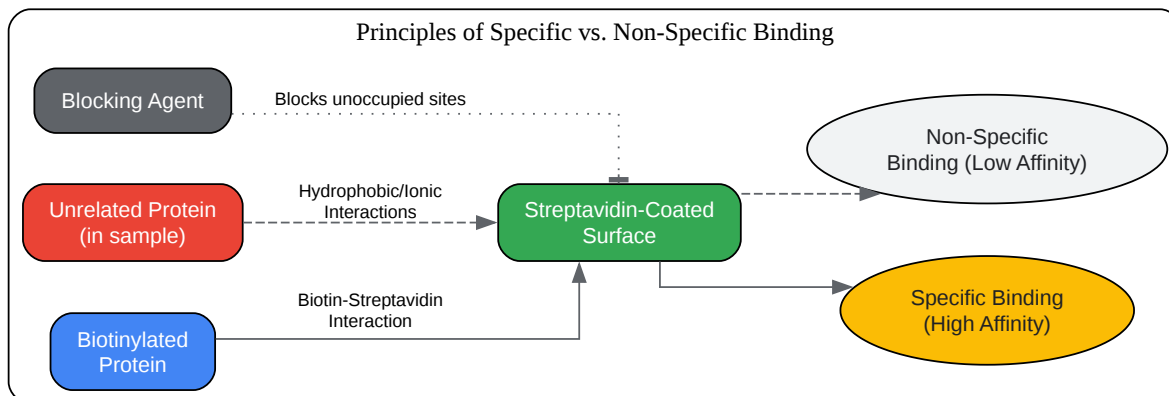 Principles of Specific vs. Non-Specific Binding
Blocking Agent
Blocks unoccupied sites
Non-Specific
Binding (Low Affinity)
Unrelated Protein
(in sample)
Hydrophobic/Ionic
Interactions
Streptavidin-Coated
Surface
Specific Binding
(High Affinity)
Biotin-Streptavidin
Interaction
Biotinylated
Protein